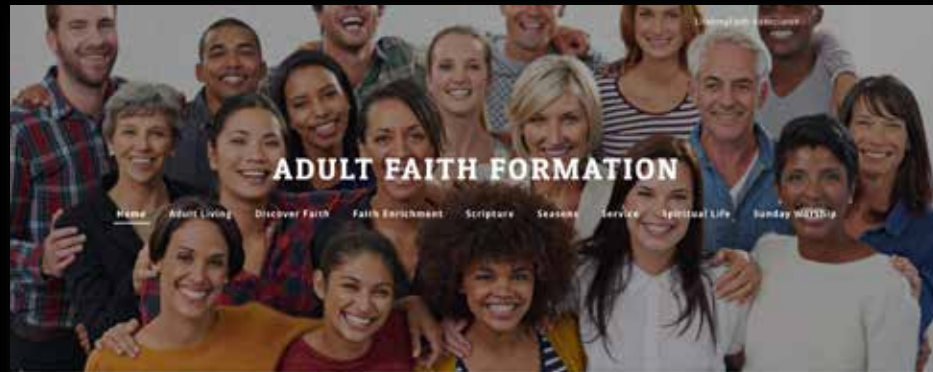 ADULT FAITH FORMATION
Home Adult Living Discover Faith Faith Enrichment Scripture Seasons Service Spiritual Life Sunday Worship